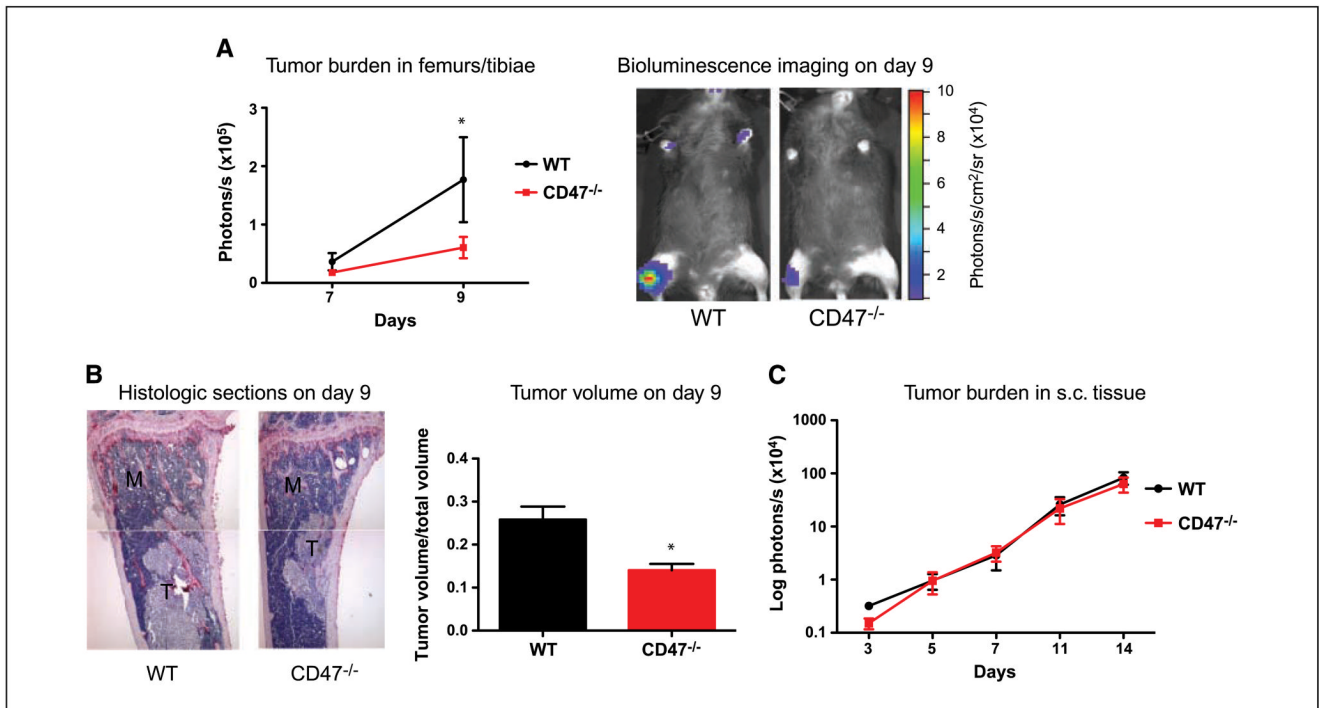 A
Tumor burden in femurs/tibiae
Photons/s (x10⁵)
3
2
1
0
7
9
*
Days
WT
CD47⁻/⁻
Bioluminescence imaging on day 9
WT
CD47⁻/⁻
10
8
6
4
2
Photons/s/cm²/sr (x10⁴)
B
Histologic sections on day 9
M
T
M
T
WT
CD47⁻/⁻
Tumor volume on day 9
Tumor volume/total volume
0.4
0.3
0.2
0.1
0.0
*
WT
CD47⁻/⁻
C
Tumor burden in s.c. tissue
Log photons/s (x10⁴)
1000
100
10
1
0.1
3
5
7
11
14
Days
WT
CD47⁻/⁻